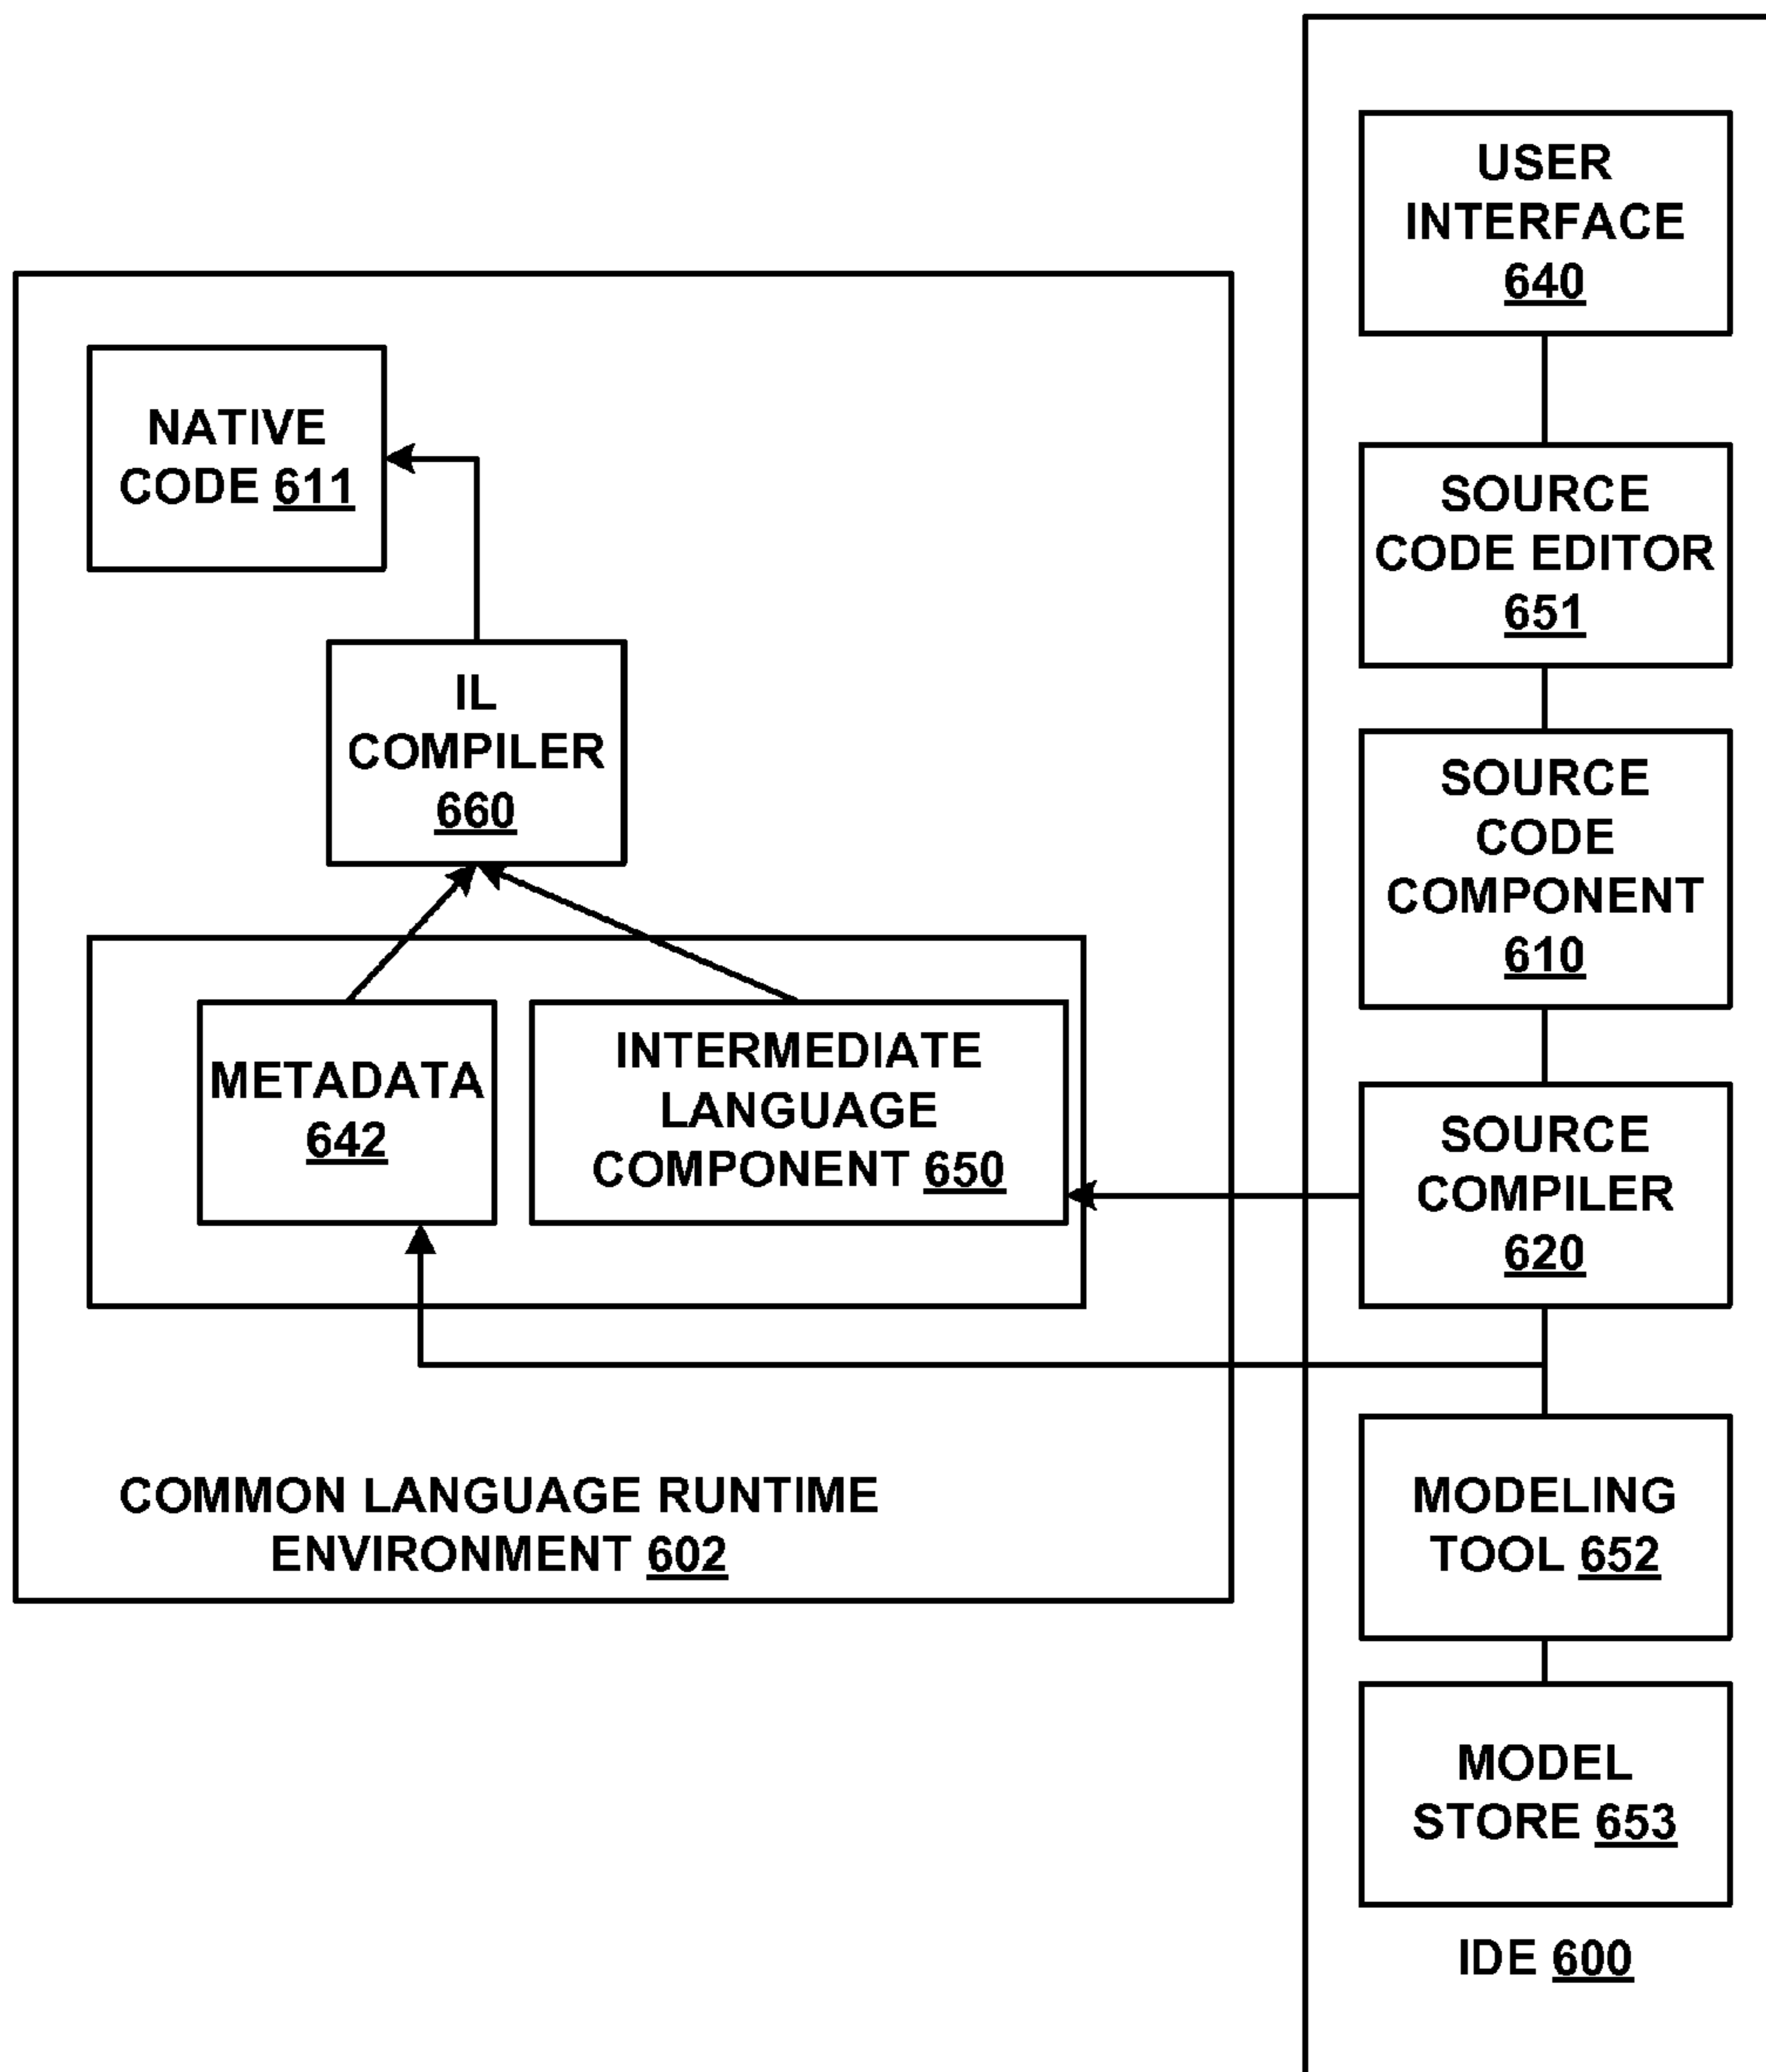 USER
INTERFACE
640
NATIVE
CODE 611
SOURCE
CODE EDITOR
651
IL
COMPILER
660
SOURCE
CODE
COMPONENT
610
METADATA
642
INTERMEDIATE
LANGUAGE
COMPONENT 650
SOURCE
COMPILER
620
COMMON LANGUAGE RUNTIME
ENVIRONMENT 602
MODELING
TOOL 652
MODEL
STORE 653
IDE 600